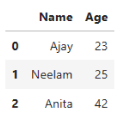 Name Age
0 Ajay 23
1 Neelam 25
2 Anita 42